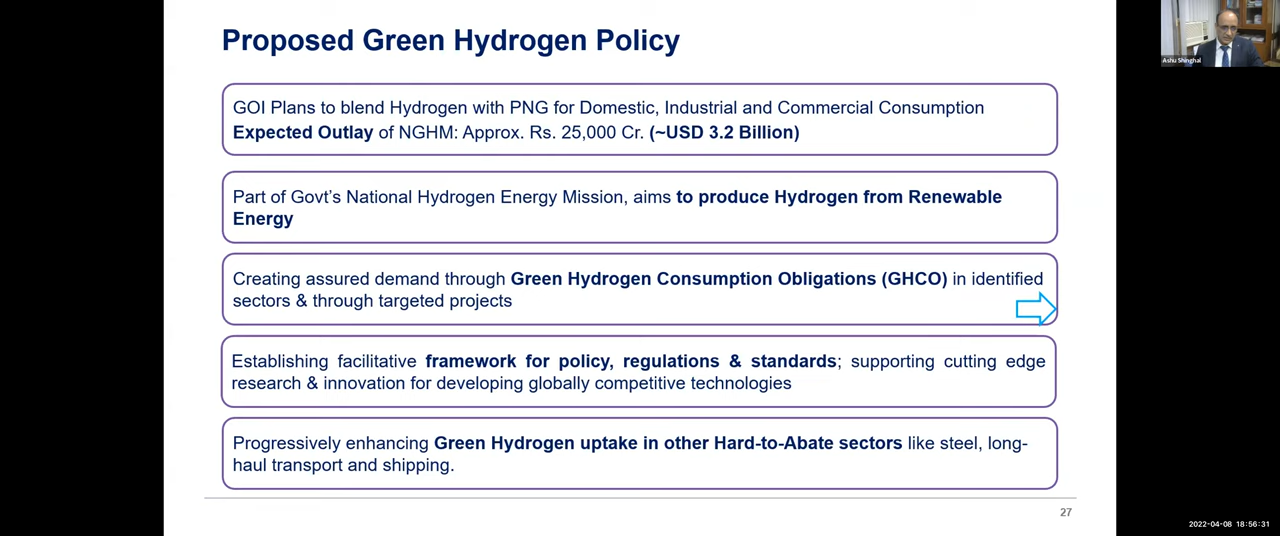 Proposed Green Hydrogen Policy
GOI Plans to blend Hydrogen with PNG for Domestic, Industrial and Commercial Consumption
Expected Outlay of NGHM: Approx. Rs. 25,000 Cr. (~USD 3.2 Billion)
Part of Govt's National Hydrogen Energy Mission, aims to produce Hydrogen from Renewable
Energy
Creating assured demand through Green Hydrogen Consumption Obligations (GHCO) in identified
sectors & through targeted projects
Establishing facilitative framework for policy, regulations & standards; supporting cutting edge
research & innovation for developing globally competitive technologies
Progressively enhancing Green Hydrogen uptake in other Hard-to-Abate sectors like steel, long-
haul transport and shipping.
27
Ashu Shinghal
2022-04-08 18:56:31